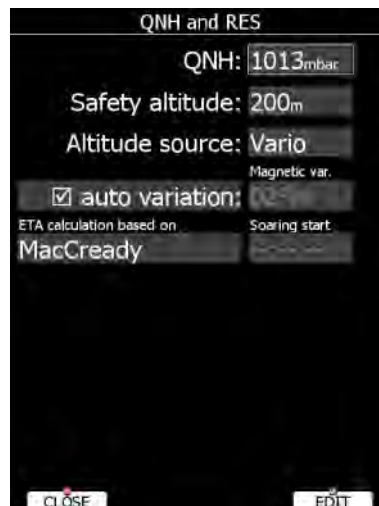 QNH and RES
QNH: 1013mbar
Safety altitude: 200m
Altitude source: Vario
Magnetic var.
☑ auto variation:
ETA calculation based on Soaring start
MacCready
CLOSE EDIT